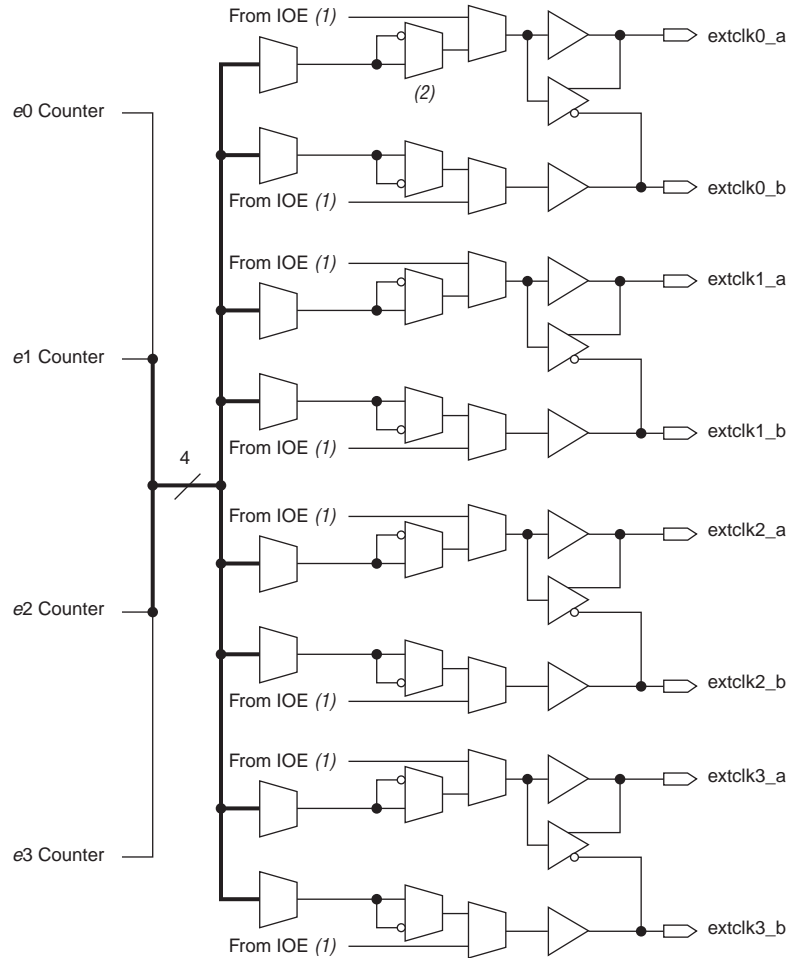 From IOE (1)
extclk0_a
(2)
e0 Counter
extclk0_b
From IOE (1)
From IOE (1)
extclk1_a
e1 Counter
extclk1_b
From IOE (1)
4
From IOE (1)
extclk2_a
e2 Counter
extclk2_b
From IOE (1)
From IOE (1)
extclk3_a
e3 Counter
extclk3_b
From IOE (1)